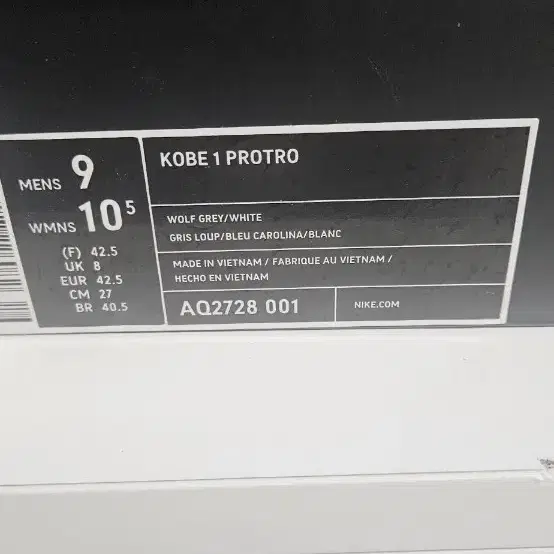 MENS 9
WMNS 10 5
(F) 42.5
UK 8
EUR 42.5
CM 27
BR 40.5
KOBE 1 PROTRO
WOLF GREY/WHITE
GRIS LOUP/BLEU CAROLINA/BLANC
MADE IN VIETNAM / FABRIQUE AU VIETNAM /
HECHO EN VIETNAM
AQ2728 001
NIKE.COM